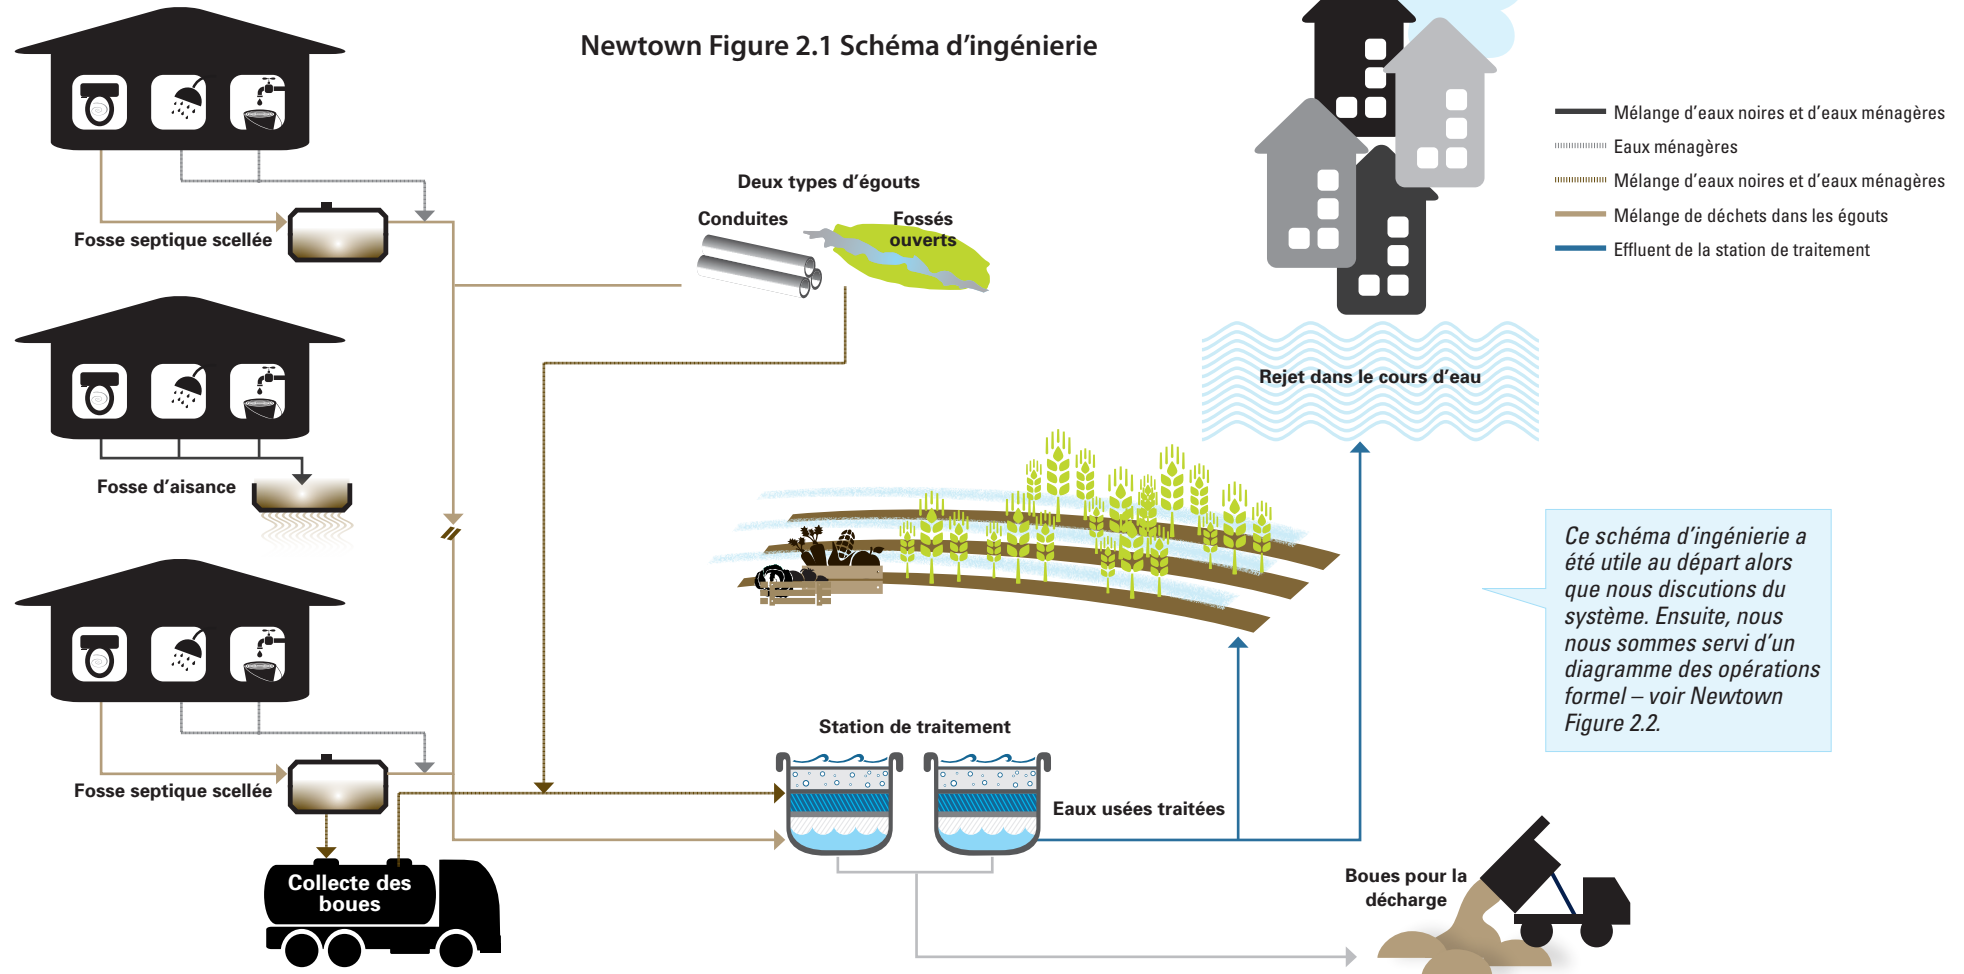 Newtown Figure 2.1 Schéma d'ingénierie
Mélange d'eaux noires et d'eaux ménagères
Eaux ménagères
Mélange d'eaux noires et d'eaux ménagères
Mélange de déchets dans les égouts
Effluent de la station de traitement
Deux types d'égouts
Conduites
Fossés
ouverts
Fosse septique scellée
Rejet dans le cours d'eau
Fosse d'aisance
Ce schéma d'ingénierie a
été utile au départ alors
que nous discutions du
système. Ensuite, nous
nous sommes servi d'un
diagramme des opérations
formel – voir Newtown
Figure 2.2.
Station de traitement
Fosse septique scellée
Eaux usées traitées
Collecte des
boues
Boues pour la
décharge